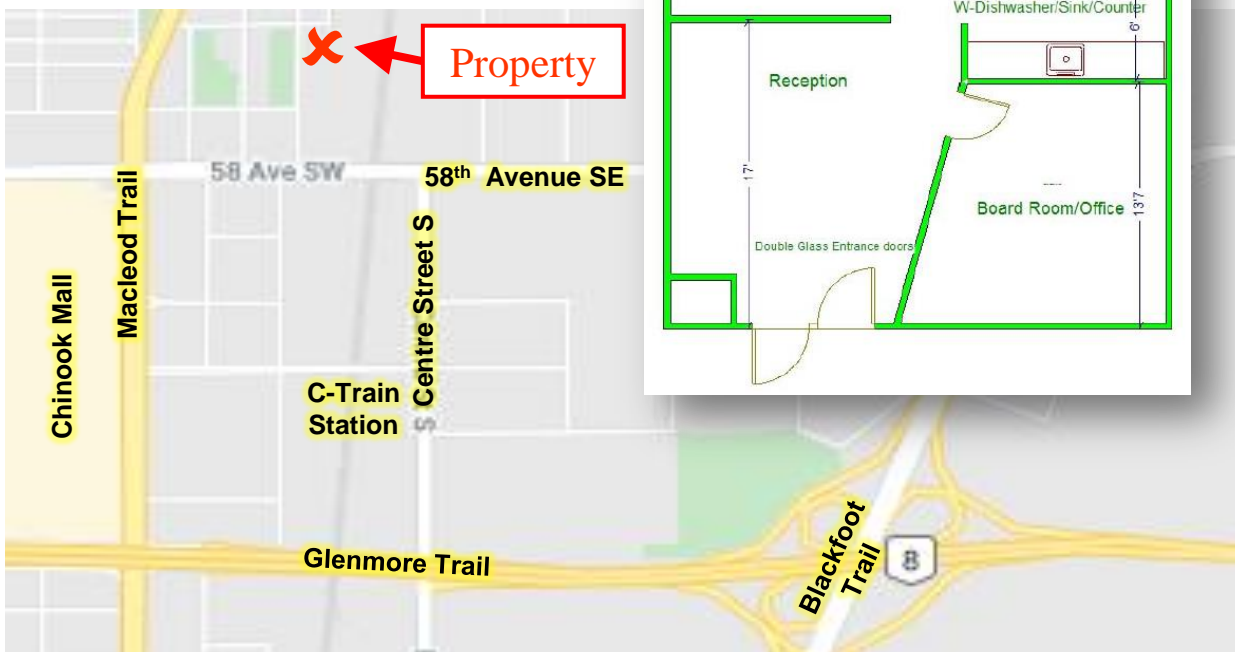 Property
58 Ave SW
58th Avenue SE
Macleod Trail
Chinook Mall
Centre Street S
S
C-Train
Station
Glenmore Trail
Blackfoot
Trail
8
W-Dishwasher/Sink/Counter
6'
Reception
17'
Board Room/Office
13'7
Double Glass Entrance doors